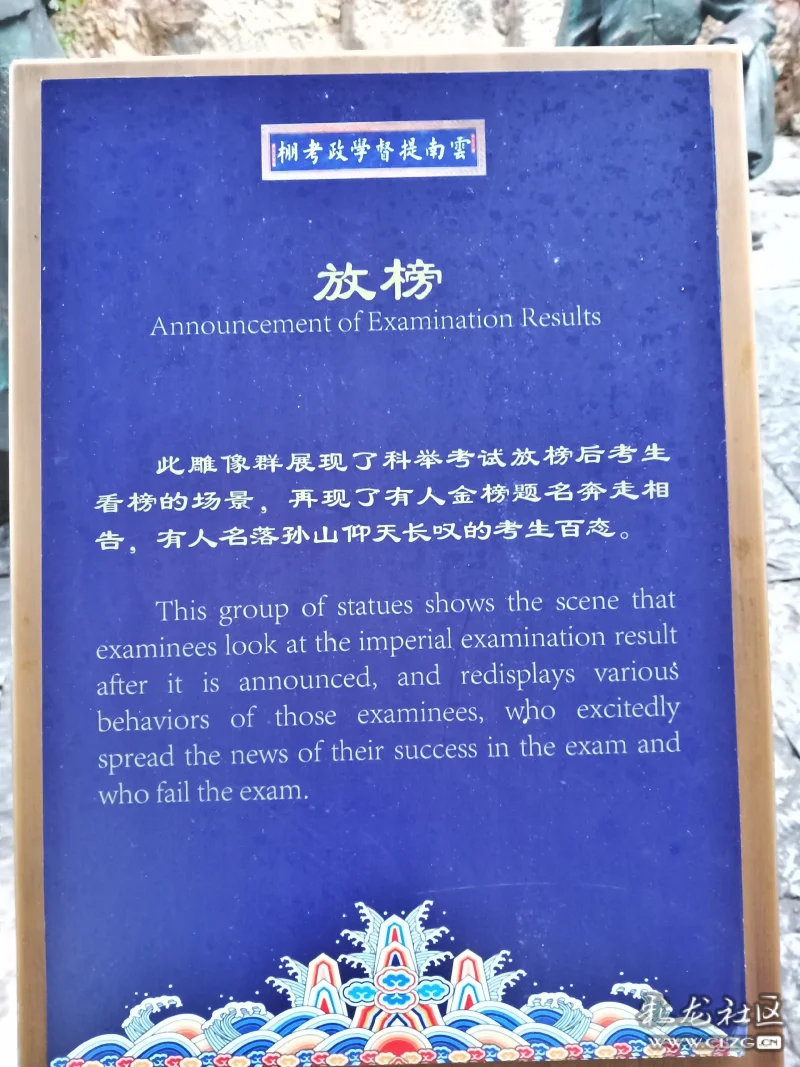 雲南提督學政考棚
放榜
Announcement of Examination Results
此雕像群展现了科举考试放榜后考生
看榜的场景，再现了有人金榜题名奔走相
告，有人名落孙山仰天长叹的考生百态。
This group of statues shows the scene that
examinees look at the imperial examination result
after it is announced, and redisplays various
behaviors of those examinees, who excitedly
spread the news of their success in the exam and
who fail the exam.
彩龙社区
WWW.CLZG.CN